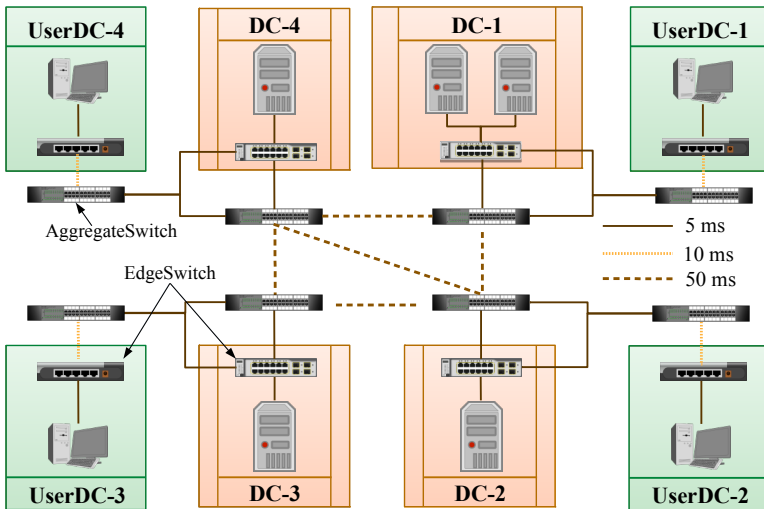 UserDC-4
DC-4
DC-1
UserDC-1
AggregateSwitch
5 ms
10 ms
50 ms
EdgeSwitch
UserDC-3
DC-3
DC-2
UserDC-2